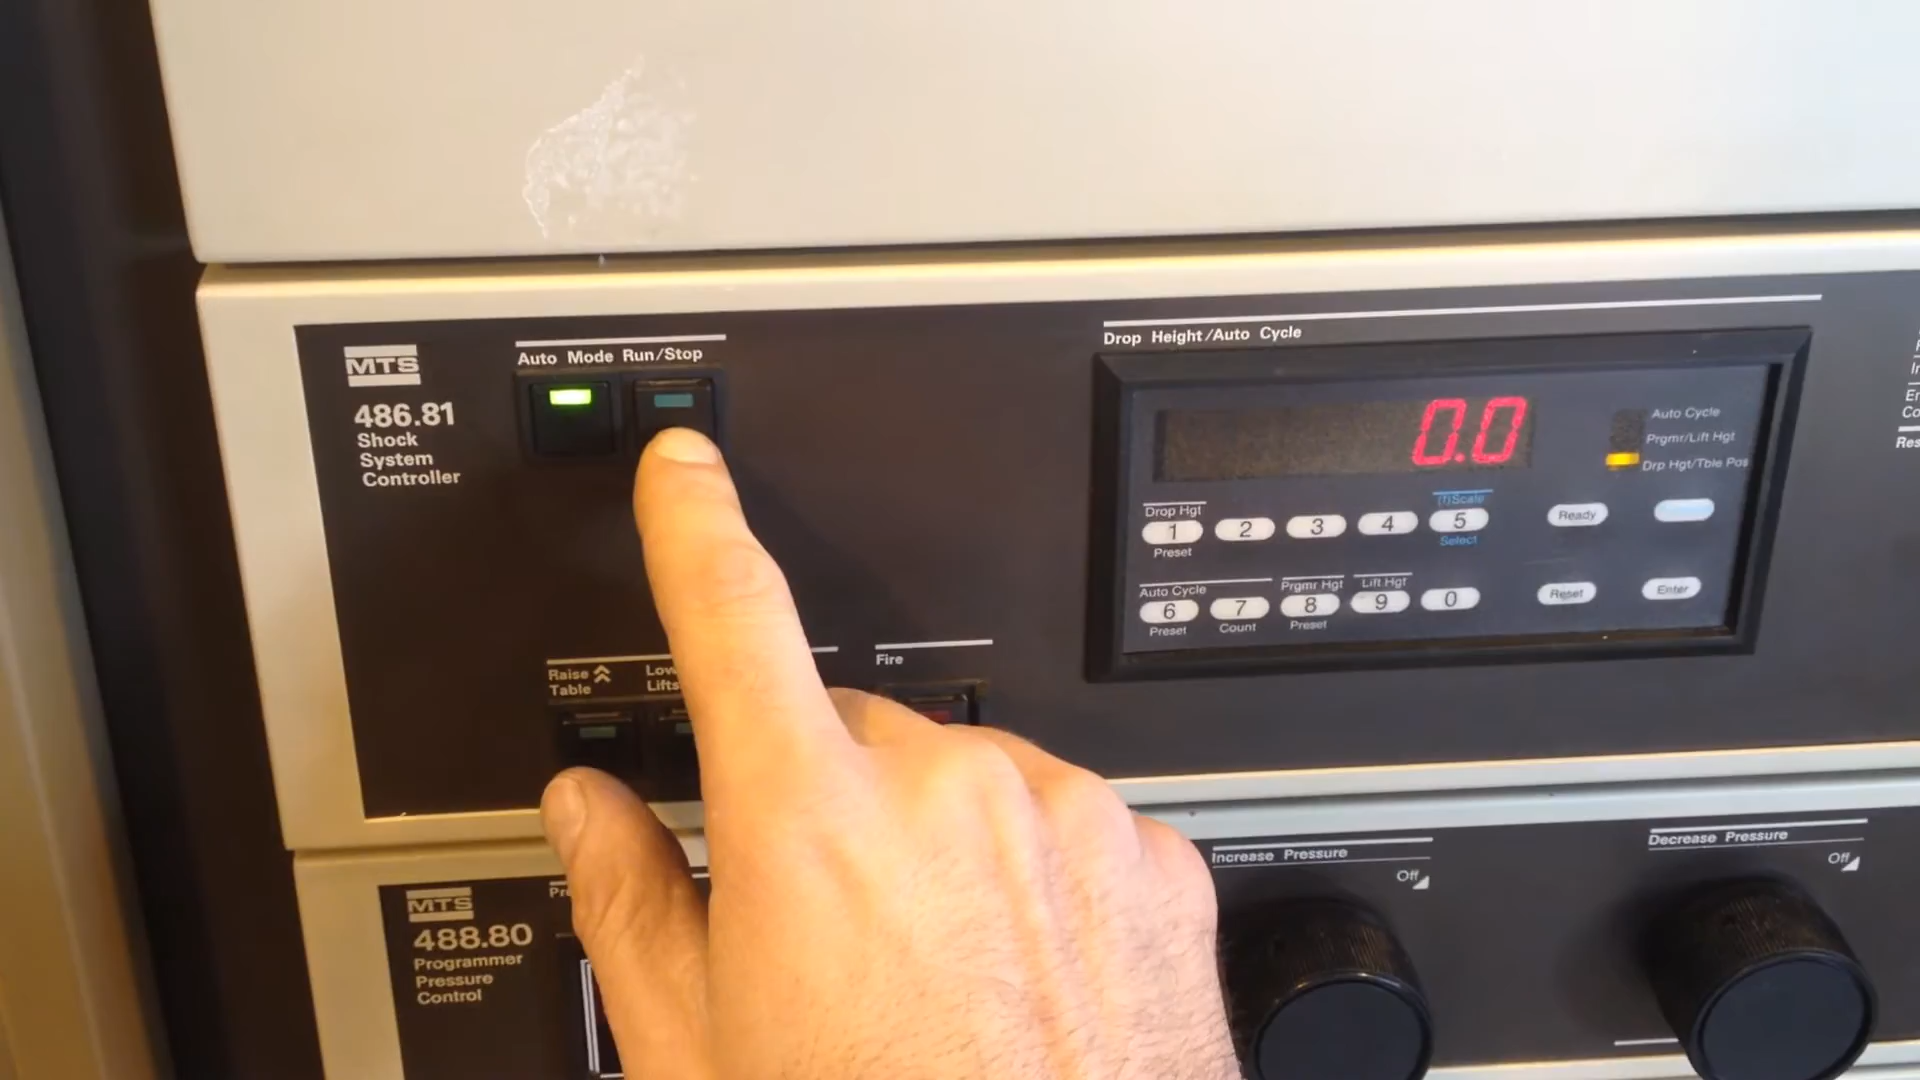 MTS
486.81
Shock
System
Controller
Auto Mode Run/Stop
Raise
Table
Lifts
Fire
Drop Height/Auto Cycle
0.0
Auto Cycle
Prgmr/Lift Hgt
Drp Hgt/Tble Pos
Drop Hgt
1 2 3 4 5
Preset
(1)Scale
Select
Ready
Auto Cycle
Prgmr Hgt
Lift Hgt
6 7 8 9 0
Preset
Count
Preset
Reset
Enter
MTS
488.80
Programmer
Pressure
Control
Increase Pressure
Off
Decrease Pressure
Off